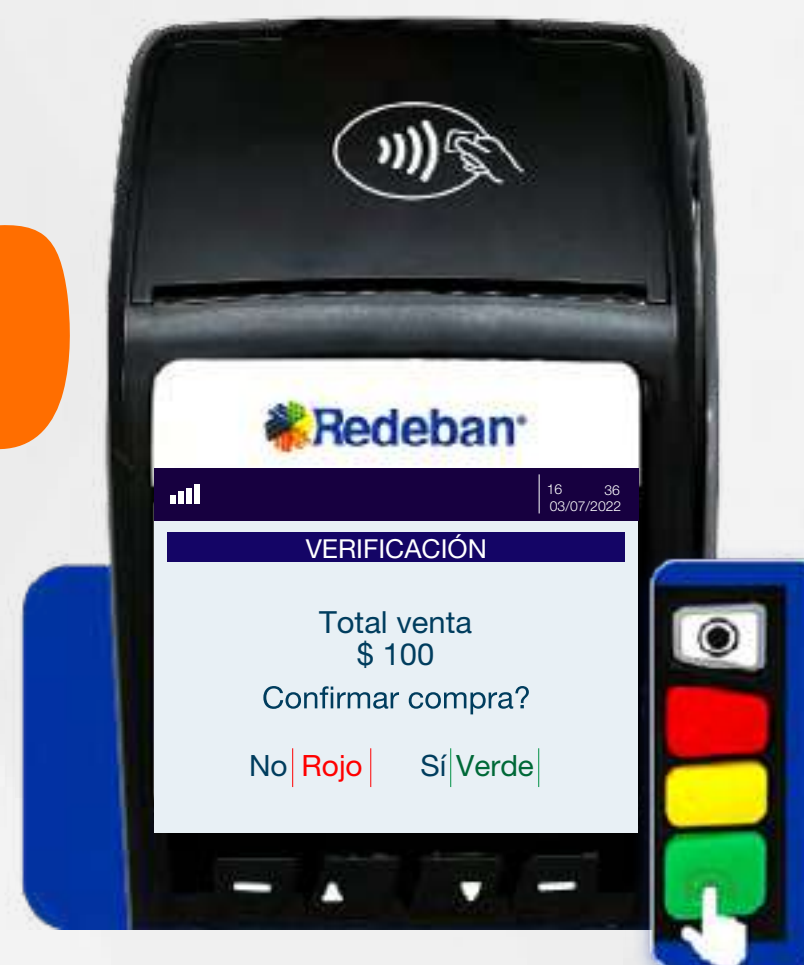 Redeban
16 36
03/07/2022
VERIFICACIÓN
Total venta
$ 100
Confirmar compra?
No Rojo Sí Verde